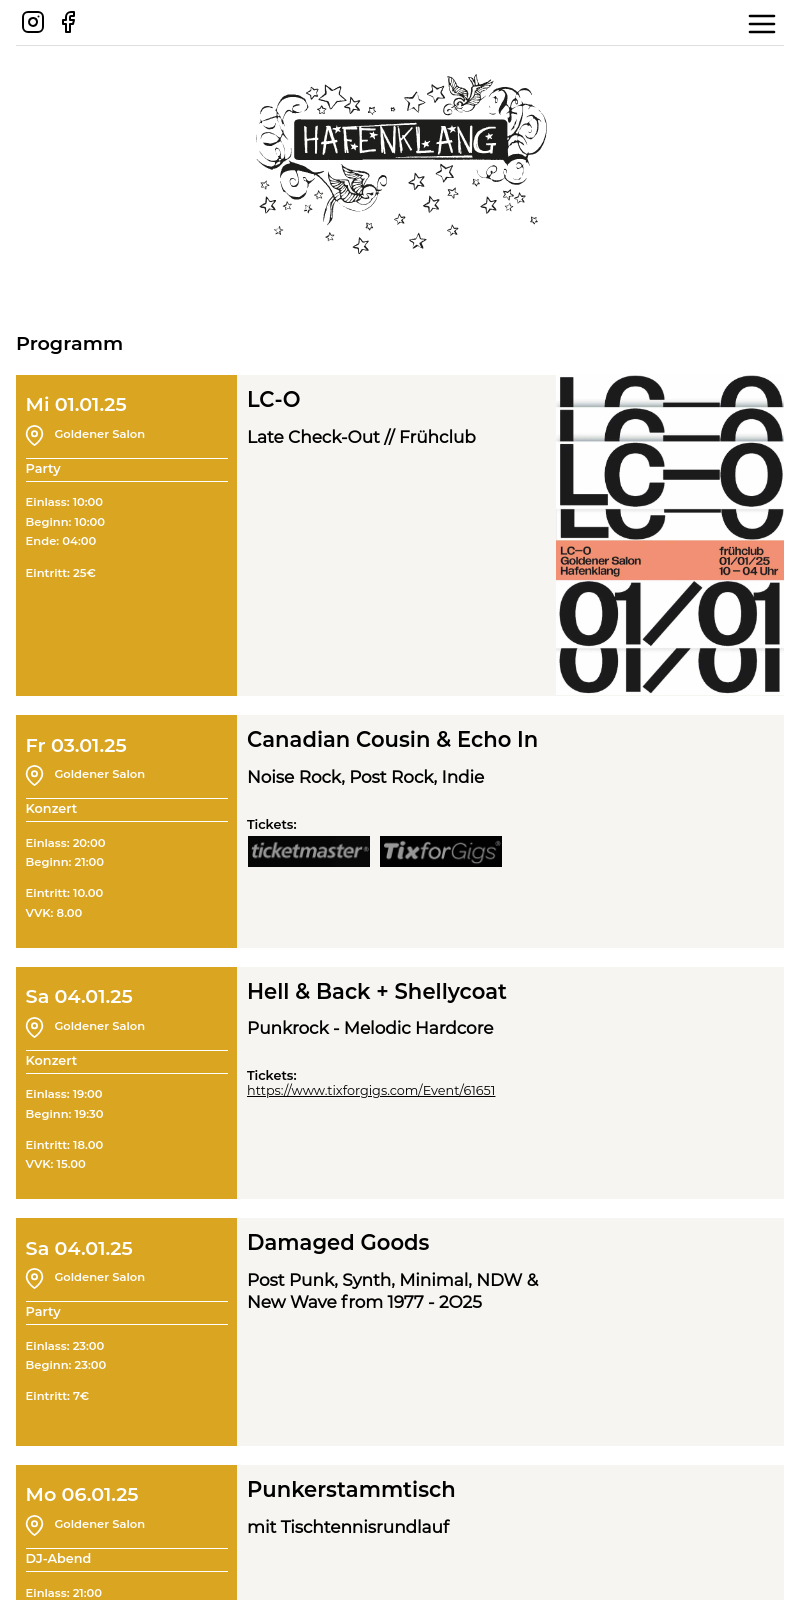 HAFENKLANG
Programm
Mi 01.01.25
Goldener Salon
Party
Einlass: 10:00
Beginn: 10:00
Ende: 04:00
Eintritt: 25€
LC-O
Late Check-Out // Frühclub
LC—O
LC—O
LC—O
LC—O
LC—O
Goldener Salon
Hafenklang
frühclub
01/01/25
10 — 04 Uhr
01/01
01/01
Fr 03.01.25
Goldener Salon
Konzert
Einlass: 20:00
Beginn: 21:00
Eintritt: 10.00
VVK: 8.00
Canadian Cousin & Echo In
Noise Rock, Post Rock, Indie
Tickets:
ticketmaster®
TixforGigs®
Sa 04.01.25
Goldener Salon
Konzert
Einlass: 19:00
Beginn: 19:30
Eintritt: 18.00
VVK: 15.00
Hell & Back + Shellycoat
Punkrock - Melodic Hardcore
Tickets:
https://www.tixforgigs.com/Event/61651
Sa 04.01.25
Goldener Salon
Party
Einlass: 23:00
Beginn: 23:00
Eintritt: 7€
Damaged Goods
Post Punk, Synth, Minimal, NDW &
New Wave from 1977 - 2O25
Mo 06.01.25
Goldener Salon
DJ-Abend
Einlass: 21:00
Punkerstammtisch
mit Tischtennisrundlauf